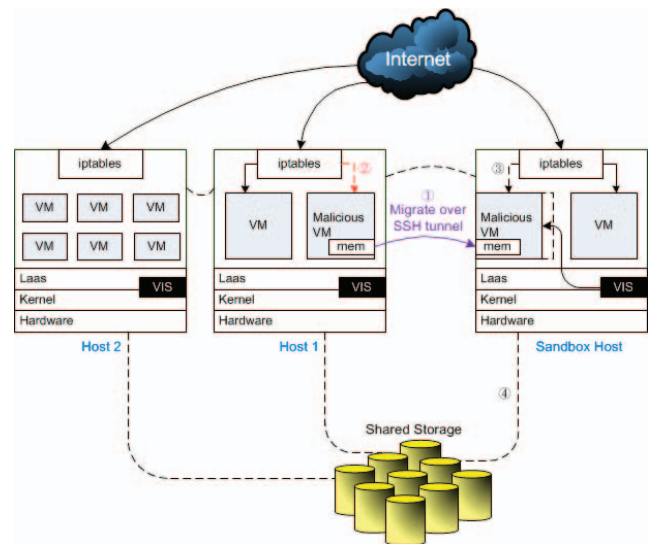 Internet
iptables
VM
VM
VM
VM
VM
VM
Laas
VIS
Kernel
Hardware
Host 2
iptables
②
VM
Malicious
VM
mem
Laas
VIS
Kernel
Hardware
Host 1
①
Migrate over
SSH tunnel
③
iptables
Malicious
VM
mem
VM
Laas
VIS
Kernel
Hardware
Sandbox Host
④
Shared Storage